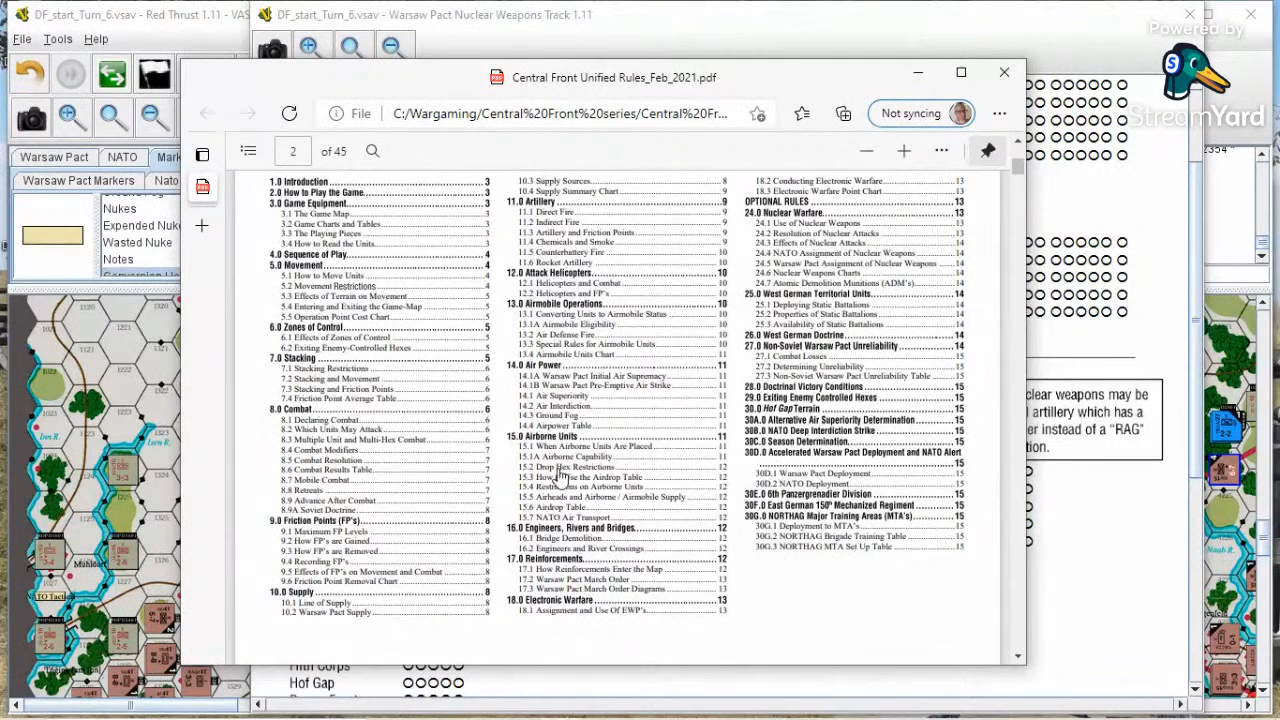 DF_start_Turn_6.vsav - Red Thrust 1.11 - VAS
DF_start_Turn_6.vsav - Warsaw Pact Nuclear Weapons Track 1.11
Powered by
StreamYard
File Tools Help
Central Front Unified Rules_Feb_2021.pdf
File C:/Wargaming/Central%20Front%20series/Central%20Fr...
Not syncing
2 of 45
Warsaw Pact NATO Mark
Warsaw Pact Markers Nato
Nukes
Expended Nuke
Wasted Nuke
Notes
1.0 Introduction 3
2.0 How to Play the Game 3
3.0 Game Equipment 3
3.1 The Game Map 3
3.2 Game Charts and Tables 3
3.3 The Playing Pieces 3
3.4 How to Read the Units 3
4.0 Sequence of Play 4
5.0 Movement 4
5.1 How to Move Units 4
5.2 Movement Restrictions 4
5.3 Effects of Terrain on Movement 4
5.4 Entering and Exiting the Game-Map 4
5.5 Operation Point Cost Chart 5
6.0 Zones of Control 5
6.1 Effects of Zones of Control 5
6.2 Exiting Enemy-Controlled Hexes 5
7.0 Stacking 5
7.1 Stacking Restrictions 6
7.2 Stacking and Movement 6
7.3 Stacking and Friction Points 6
7.4 Friction Point Average Table 6
8.0 Combat 6
8.1 Declaring Combat 6
8.2 Which Units May Attack 6
8.3 Multiple Unit and Multi-Hex Combat 6
8.4 Combat Modifiers 7
8.5 Combat Resolution 7
8.6 Combat Results Table 7
8.7 Mobile Combat 7
8.8 Retreats 7
8.9 Advance After Combat 7
8.9A Soviet Doctrine 7
9.0 Friction Points (FP's) 8
9.1 Maximum FP Levels 8
9.2 How FP's are Gained 8
9.3 How FP's are Removed 8
9.4 Recording FP's 8
9.5 Effects of FP's on Movement and Combat 8
9.6 Friction Point Removal Chart 8
10.0 Supply 8
10.1 Line of Supply 8
10.2 Warsaw Pact Supply 8
10.3 Supply Sources 8
10.4 Supply Summary Chart 9
11.0 Artillery 9
11.1 Direct Fire 9
11.2 Indirect Fire 9
11.3 Artillery and Friction Points 9
11.4 Chemicals and Smoke 9
11.5 Counterbattery Fire 10
11.6 Rocket Artillery 10
12.0 Attack Helicopters 10
12.1 Helicopters and Combat 10
12.2 Helicopters and FP's 10
13.0 Airmobile Operations 10
13.1 Converting Units to Airmobile Status 10
13.1A Airmobile Eligibility 10
13.2 Air Defense Fire 10
13.3 Special Rules for Airmobile Units 10
13.4 Airmobile Units Chart 11
14.0 Air Power 11
14.1A Warsaw Pact Initial Air Supremacy 11
14.1B Warsaw Pact Pre-Emptive Air Strike 11
14.1 Air Superiority 11
14.2 Air Interdiction 11
14.3 Ground Fog 11
14.4 Airpower Table 11
15.0 Airborne Units 11
15.1 When Airborne Units Are Placed 11
15.1A Airborne Capability 11
15.2 Drop Hex Restrictions 12
15.3 How se the Airdrop Table 12
15.4 Restrictions on Airborne Units 12
15.5 Airheads and Airborne / Airmobile Supply 12
15.6 Airdrop Table 12
15.7 NATO Air Transport 12
16.0 Engineers, Rivers and Bridges 12
16.1 Bridge Demolition 12
16.2 Engineers and River Crossings 12
17.0 Reinforcements 12
17.1 How Reinforcements Enter the Map 12
17.2 Warsaw Pact March Order 13
17.3 Warsaw Pact March Order Diagrams 13
18.0 Electronic Warfare 13
18.1 Assignment and Use Of EWP's 13
18.2 Conducting Electronic Warfare 13
18.3 Electronic Warfare Point Chart 13
OPTIONAL RULES 13
24.0 Nuclear Warfare 13
24.1 Use of Nuclear Weapons 13
24.2 Resolution of Nuclear Attacks 13
24.3 Effects of Nuclear Attacks 14
24.4 NATO Assignment of Nuclear Weapons 14
24.5 Warsaw Pact Assignment of Nuclear Weapons 14
24.6 Nuclear Weapons Charts 14
24.7 Atomic Demolition Munitions (ADM's) 14
25.0 West German Territorial Units 14
25.1 Deploying Static Battalions 14
25.2 Properties of Static Battalions 14
25.3 Availability of Static Battalions 14
26.0 West German Doctrine 14
27.0 Non-Soviet Warsaw Pact Unreliability 14
27.1 Combat Losses 15
27.2 Determining Unreliability 15
27.3 Non-Soviet Warsaw Pact Unreliability Table 15
28.0 Doctrinal Victory Conditions 15
29.0 Exiting Enemy Controlled Hexes 15
30.0 Hof Gap Terrain 15
30A.0 Alternative Air Superiority Determination 15
30B.0 NATO Deep Interdiction Strike 15
30C.0 Season Determination 15
30D.0 Accelerated Warsaw Pact Deployment and NATO Alert
15
30D.1 Warsaw Pact Deployment 15
30D.2 NATO Deployment 15
30E.0 6th Panzergrenadier Division 15
30F.0 East German 150th Mechanized Regiment 15
30G.0 NORTHAG Major Training Areas (MTA's) 15
30G.1 Deployment to MTA's 15
30G.2 NORTHAG Brigade Training Table 15
30G.3 NORTHAG MTA Set Up Table 15
clear weapons may be
artillery which has a
er instead of a "RAG"
tion.
Hof Gap